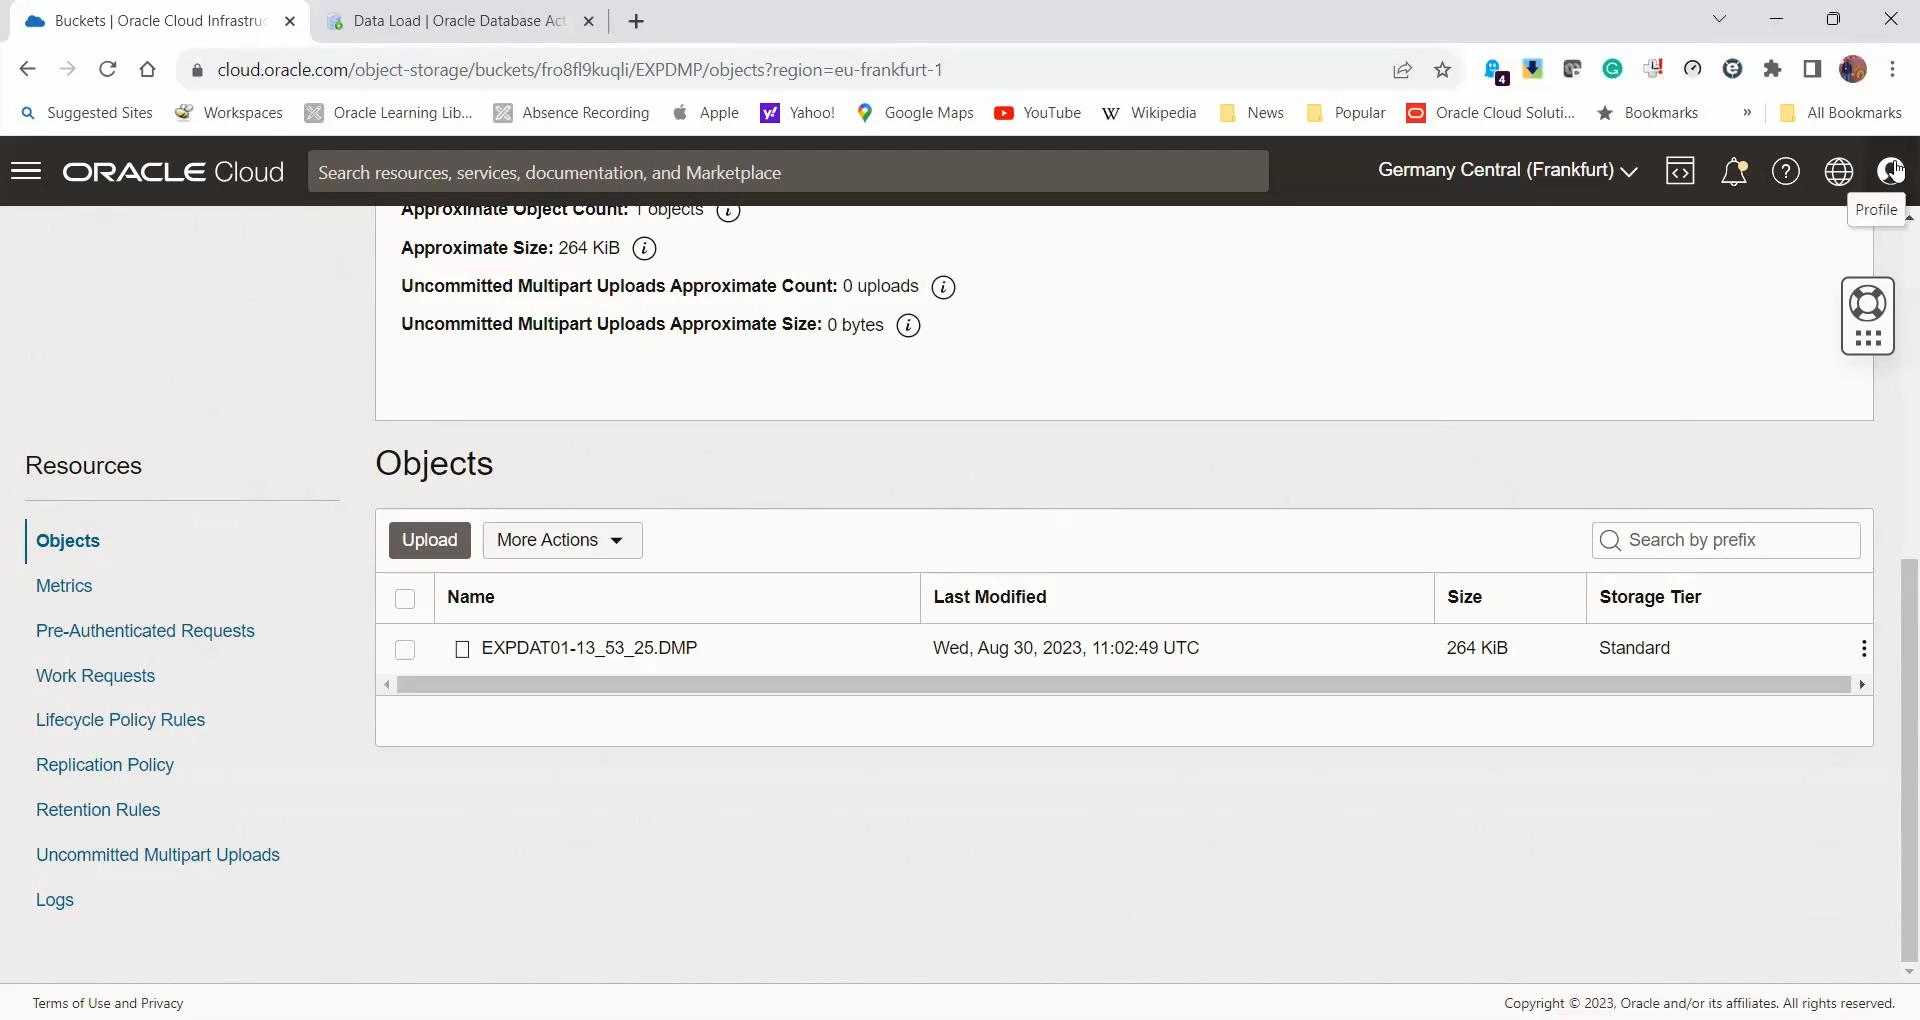 Buckets | Oracle Cloud Infrastruc
Data Load | Oracle Database Act
cloud.oracle.com/object-storage/buckets/fro8fl9kuqli/EXPDMP/objects?region=eu-frankfurt-1
4
Suggested Sites
Workspaces
Oracle Learning Lib...
Absence Recording
Apple
Yahoo!
Google Maps
YouTube
Wikipedia
News
Popular
Oracle Cloud Soluti...
Bookmarks
»
All Bookmarks
ORACLE Cloud
Search resources, services, documentation, and Marketplace
Germany Central (Frankfurt)
Profile
Approximate Object Count: 1 objects
Approximate Size: 264 KiB
Uncommitted Multipart Uploads Approximate Count: 0 uploads
Uncommitted Multipart Uploads Approximate Size: 0 bytes
Resources
Objects
Metrics
Pre-Authenticated Requests
Work Requests
Lifecycle Policy Rules
Replication Policy
Retention Rules
Uncommitted Multipart Uploads
Logs
Objects
Upload
More Actions
Search by prefix
Name
Last Modified
Size
Storage Tier
EXPDAT01-13_53_25.DMP
Wed, Aug 30, 2023, 11:02:49 UTC
264 KiB
Standard
Terms of Use and Privacy
Copyright © 2023, Oracle and/or its affiliates. All rights reserved.